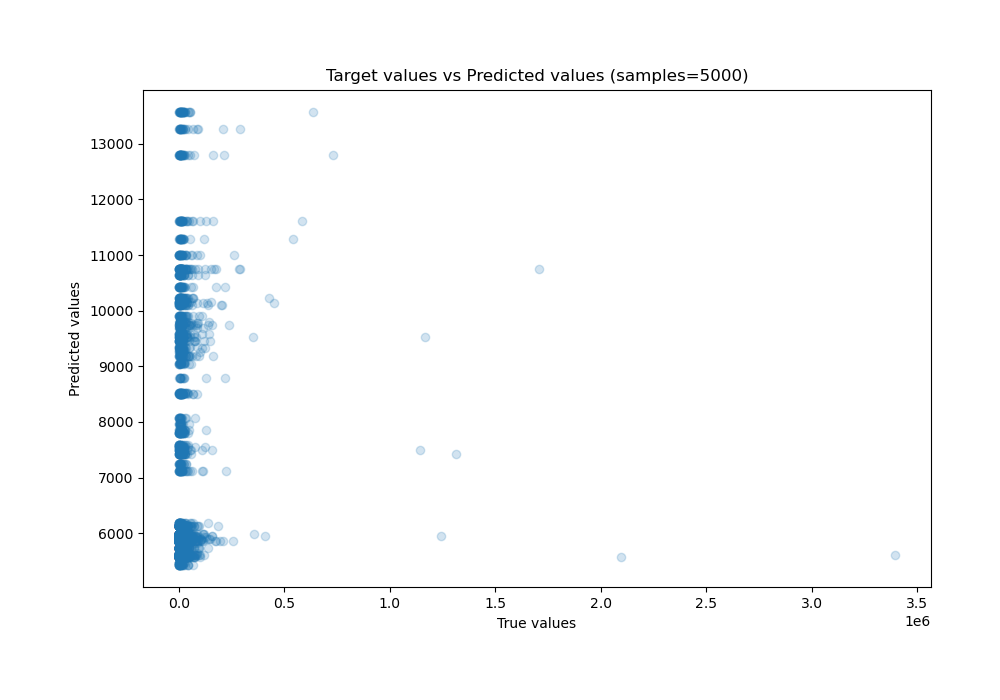 Target values vs Predicted values (samples=5000)
13000
12000
11000
10000
9000
8000
7000
6000
Predicted values
0.0 0.5 1.0 1.5 2.0 2.5 3.0 3.5
1e6
True values